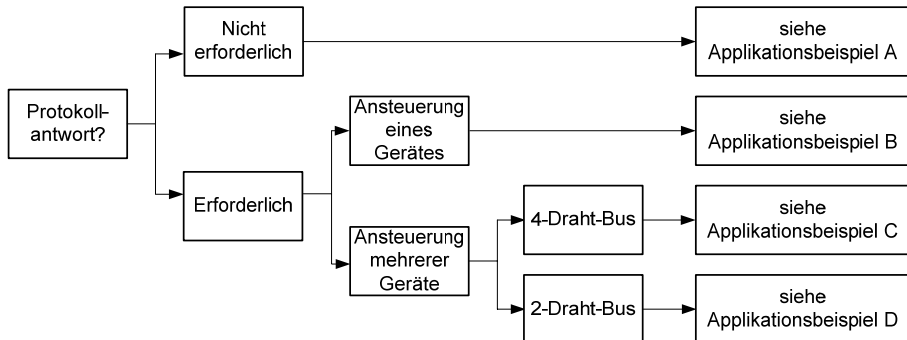 Protokoll-
antwort?
Nicht
erforderlich
siehe
Applikationsbeispiel A
Erforderlich
Ansteuerung
eines
Gerätes
siehe
Applikationsbeispiel B
Ansteuerung
mehrerer
Geräte
4-Draht-Bus
siehe
Applikationsbeispiel C
2-Draht-Bus
siehe
Applikationsbeispiel D